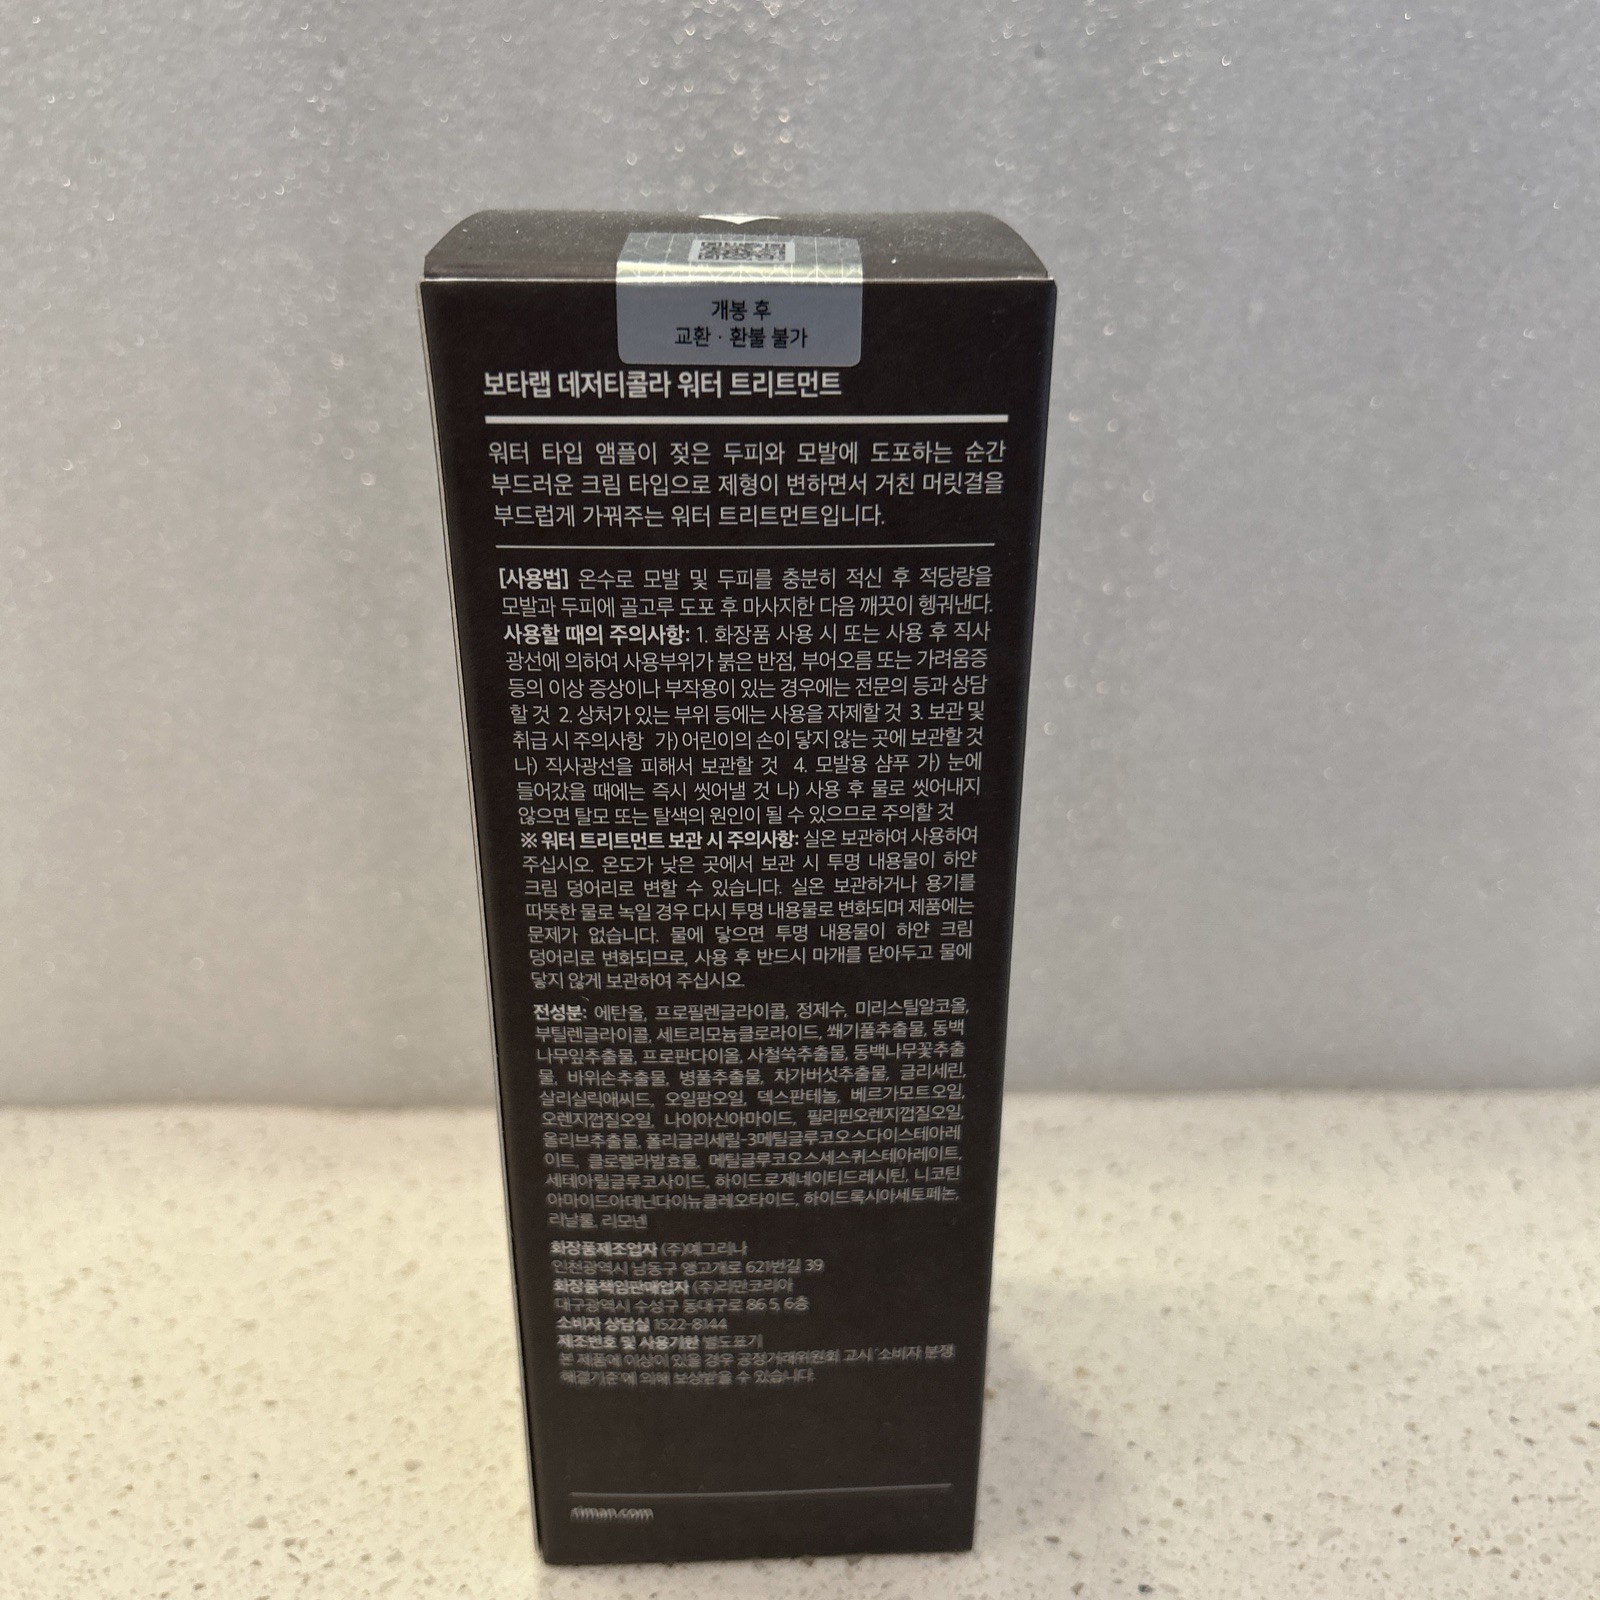 개봉 후
교환 · 환불 불가
보타랩 데저티콜라 워터 트리트먼트
워터 타입 앰플이 젖은 두피와 모발에 도포하는 순간
부드러운 크림 타입으로 제형이 변하면서 거친 머릿결을
부드럽게 가꿔주는 워터 트리트먼트입니다.
[사용법] 온수로 모발 및 두피를 충분히 적신 후 적당량을
모발과 두피에 골고루 도포 후 마사지한 다음 깨끗이 헹궈낸다.
사용할 때의 주의사항: 1. 화장품 사용 시 또는 사용 후 직사
광선에 의하여 사용부위가 붉은 반점, 부어오름 또는 가려움증
등의 이상 증상이나 부작용이 있는 경우에는 전문의 등과 상담
할 것 2. 상처가 있는 부위 등에는 사용을 자제할 것 3. 보관 및
취급 시 주의사항 가) 어린이의 손이 닿지 않는 곳에 보관할 것
나) 직사광선을 피해서 보관할 것 4. 모발용 샴푸 가) 눈에
들어갔을 때에는 즉시 씻어낼 것 나) 사용 후 물로 씻어내지
않으면 탈모 또는 탈색의 원인이 될 수 있으므로 주의할 것
※ 워터 트리트먼트 보관 시 주의사항: 실온 보관하여 사용하여
주십시오. 온도가 낮은 곳에서 보관 시 투명 내용물이 하얀
크림 덩어리로 변할 수 있습니다. 실온 보관하거나 용기를
따뜻한 물로 녹일 경우 다시 투명 내용물로 변화되며 제품에는
문제가 없습니다. 물에 닿으면 투명 내용물이 하얀 크림
덩어리로 변화되므로, 사용 후 반드시 마개를 닫아두고 물에
닿지 않게 보관하여 주십시오.
전성분: 에탄올, 프로필렌글라이콜, 정제수, 미리스틸알코올,
부틸렌글라이콜, 세트리모늄클로라이드, 쐐기풀추출물, 동백
나무잎추출물, 프로판다이올, 사철쑥추출물, 동백나무꽃추출
물, 바위손추출물, 병풀추출물, 차가버섯추출물, 글리세린,
살리실릭애씨드, 오일팜오일, 덱스판테놀, 베르가모트오일,
오렌지껍질오일, 나이아신아마이드, 필리핀오렌지껍질오일,
올리브추출물, 폴리글리세릴-3메틸글루코오스다이스테아레
이트, 클로렐라발효물, 메틸글루코오스세스퀴스테아레이트,
세테아릴글루코사이드, 하이드로제네이티드레시틴, 니코틴
아마이드아데닌다이뉴클레오타이드, 하이드록시아세토페논,
리날룰, 리모넨
화장품제조업자 (주)예그리나
인천광역시 남동구 앵고개로 621번길 39
화장품책임판매업자 (주)리만코리아
대구광역시 수성구 동대구로 86 5, 6층
소비자 상담실 1522-8144
제조번호 및 사용기한 별도표기
본 제품에 이상이 있을 경우 공정거래위원회 고시 '소비자 분쟁
해결기준'에 의해 보상받을 수 있습니다.
riman.com